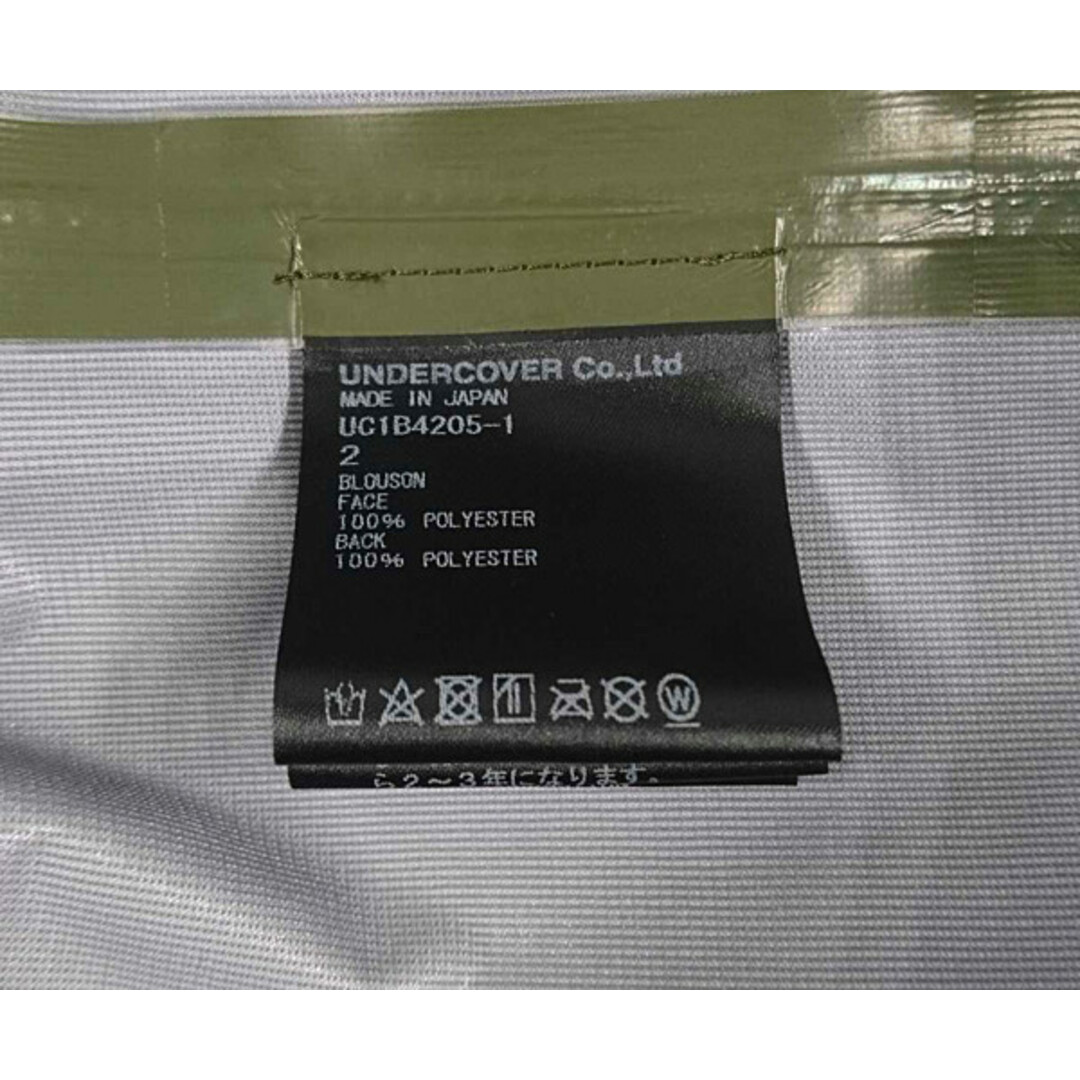 UNDERCOVER Co.,Ltd
MADE IN JAPAN
UC1B4205-1
2
BLOUSON
FACE
100% POLYESTER
BACK
100% POLYESTER
W
ら2～3年になります。